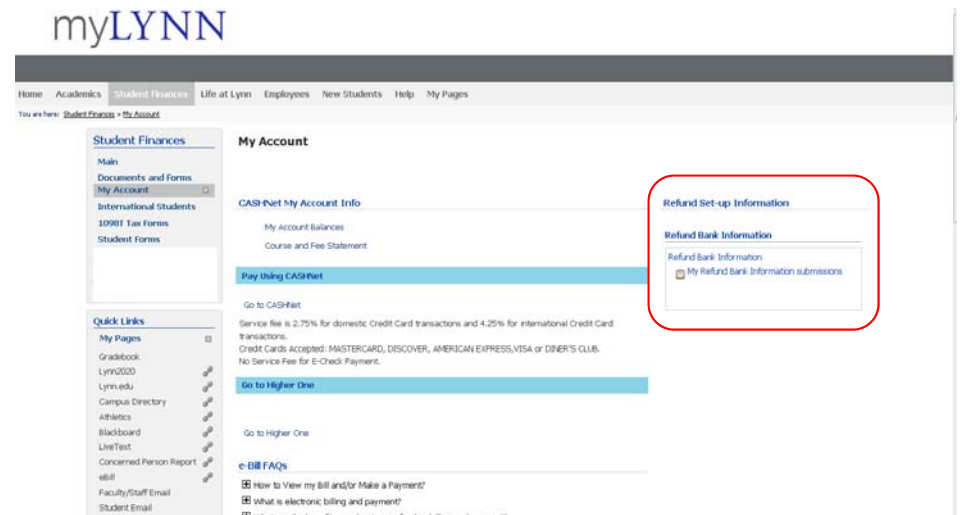 myLYNN
Home Academics Student Finances Life at Lynn Employees New Students Help My Pages
You are here: Student Finances > My Account
Student Finances
Main
Documents and Forms
My Account
International Students
1098T Tax Forms
Student Forms
Quick Links
My Pages
Gradebook
Lynn2020
Lynn.edu
Campus Directory
Athletics
Blackboard
LiveText
Concerned Person Report
eBill
Faculty/Staff Email
Student Email
My Account
CASHNet My Account Info
My Account Balances
Course and Fee Statement
Pay Using CASHNet
Go to CASHNet
Service fee is 2.75% for domestic Credit Card transactions and 4.25% for international Credit Card
transactions.
Credit Cards Accepted: MASTERCARD, DISCOVER, AMERICAN EXPRESS,VISA or DINER'S CLUB.
No Service Fee for E-Check Payment.
Go to Higher One
Go to Higher One
e-Bill FAQs
How to View my Bill and/or Make a Payment?
What is electronic billing and payment?
Refund Set-up Information
Refund Bank Information
Refund Bank Information
My Refund Bank Information submissions